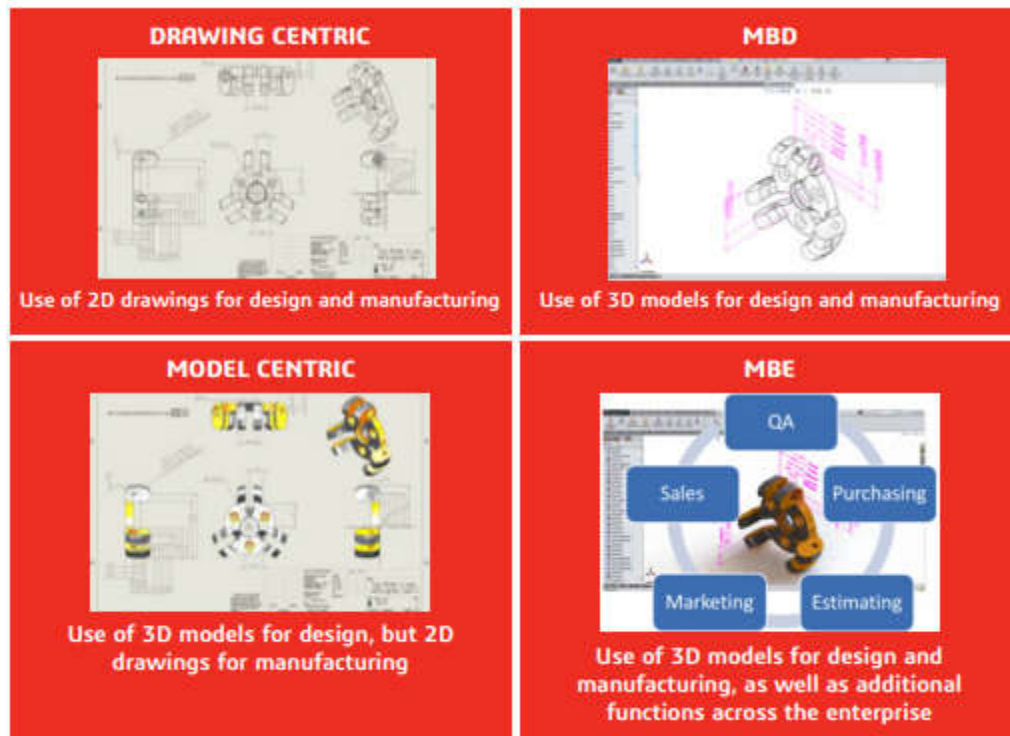 DRAWING CENTRIC
Use of 2D drawings for design and manufacturing
MBD
Use of 3D models for design and manufacturing
MODEL CENTRIC
Use of 3D models for design, but 2D
drawings for manufacturing
MBE
QA
Sales
Purchasing
Marketing
Estimating
Use of 3D models for design and
manufacturing, as well as additional
functions across the enterprise